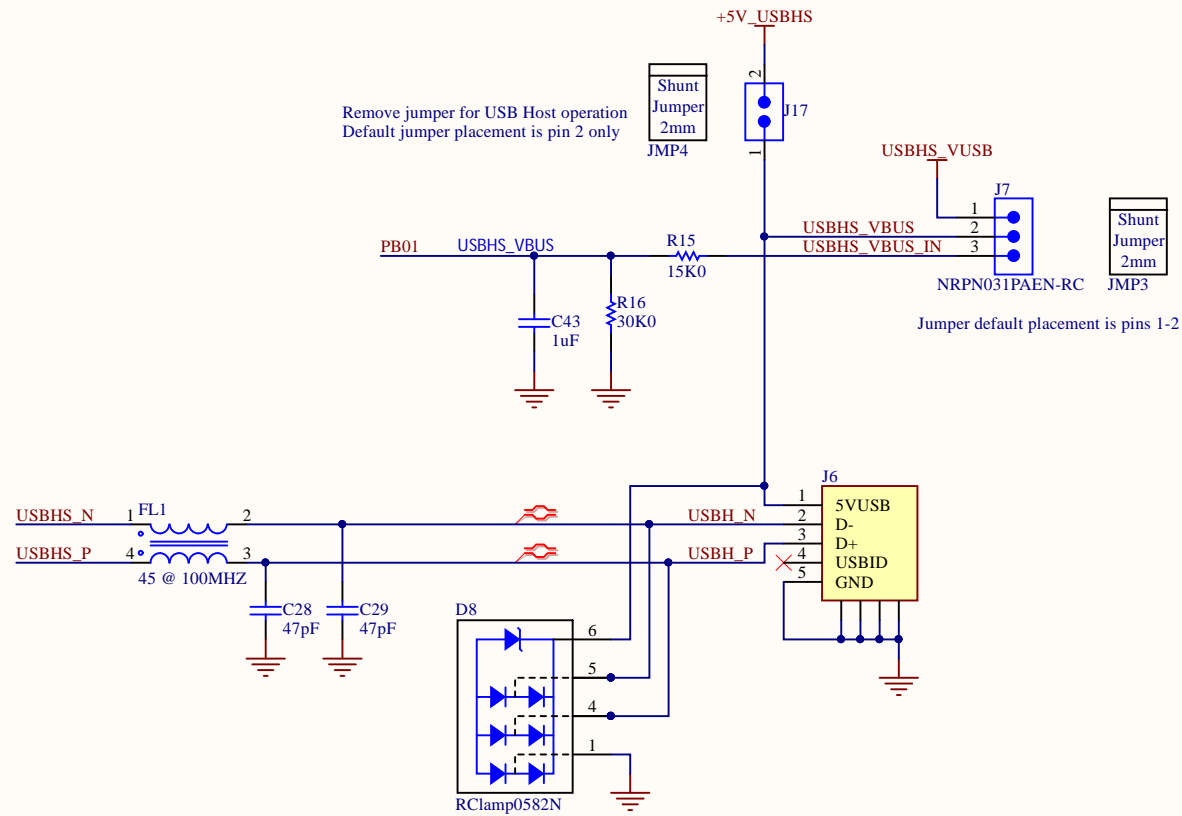 +5V_USBHS
2
Shunt
Jumper
2mm
JMP4
J17
1
Remove jumper for USB Host operation
Default jumper placement is pin 2 only
USBHS_VUSB
J7
1
2
3
USBHS_VBUS
USBHS_VBUS_IN
NRPN031PAEN-RC
Shunt
Jumper
2mm
JMP3
Jumper default placement is pins 1-2
PB01
USBHS_VBUS
R15
15K0
R16
30K0
C43
1uF
USBHS_N
1
FL1
2
USBHS_P
4
3
45 @ 100MHZ
C28
47pF
C29
47pF
USBH_N
USBH_P
J6
1
5VUSB
2
D-
3
D+
4
USBID
5
GND
D8
6
5
4
1
RClamp0582N